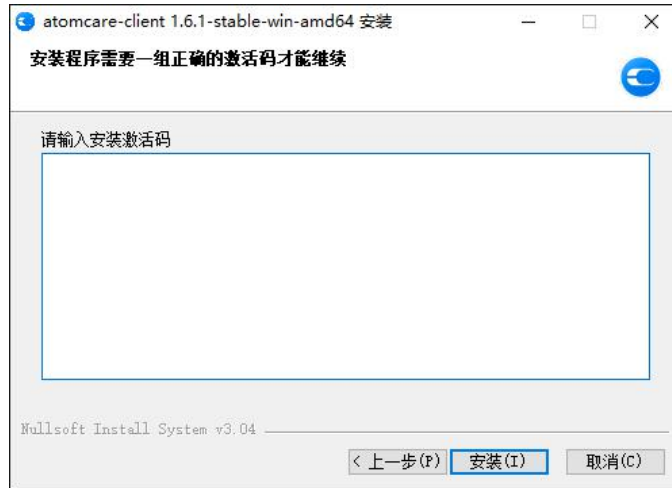 atomcare-client 1.6.1-stable-win-amd64 安装
安装程序需要一组正确的激活码才能继续
请输入安装激活码
Nullsoft Install System v3.04
< 上一步(P) 安装(I) 取消(C)